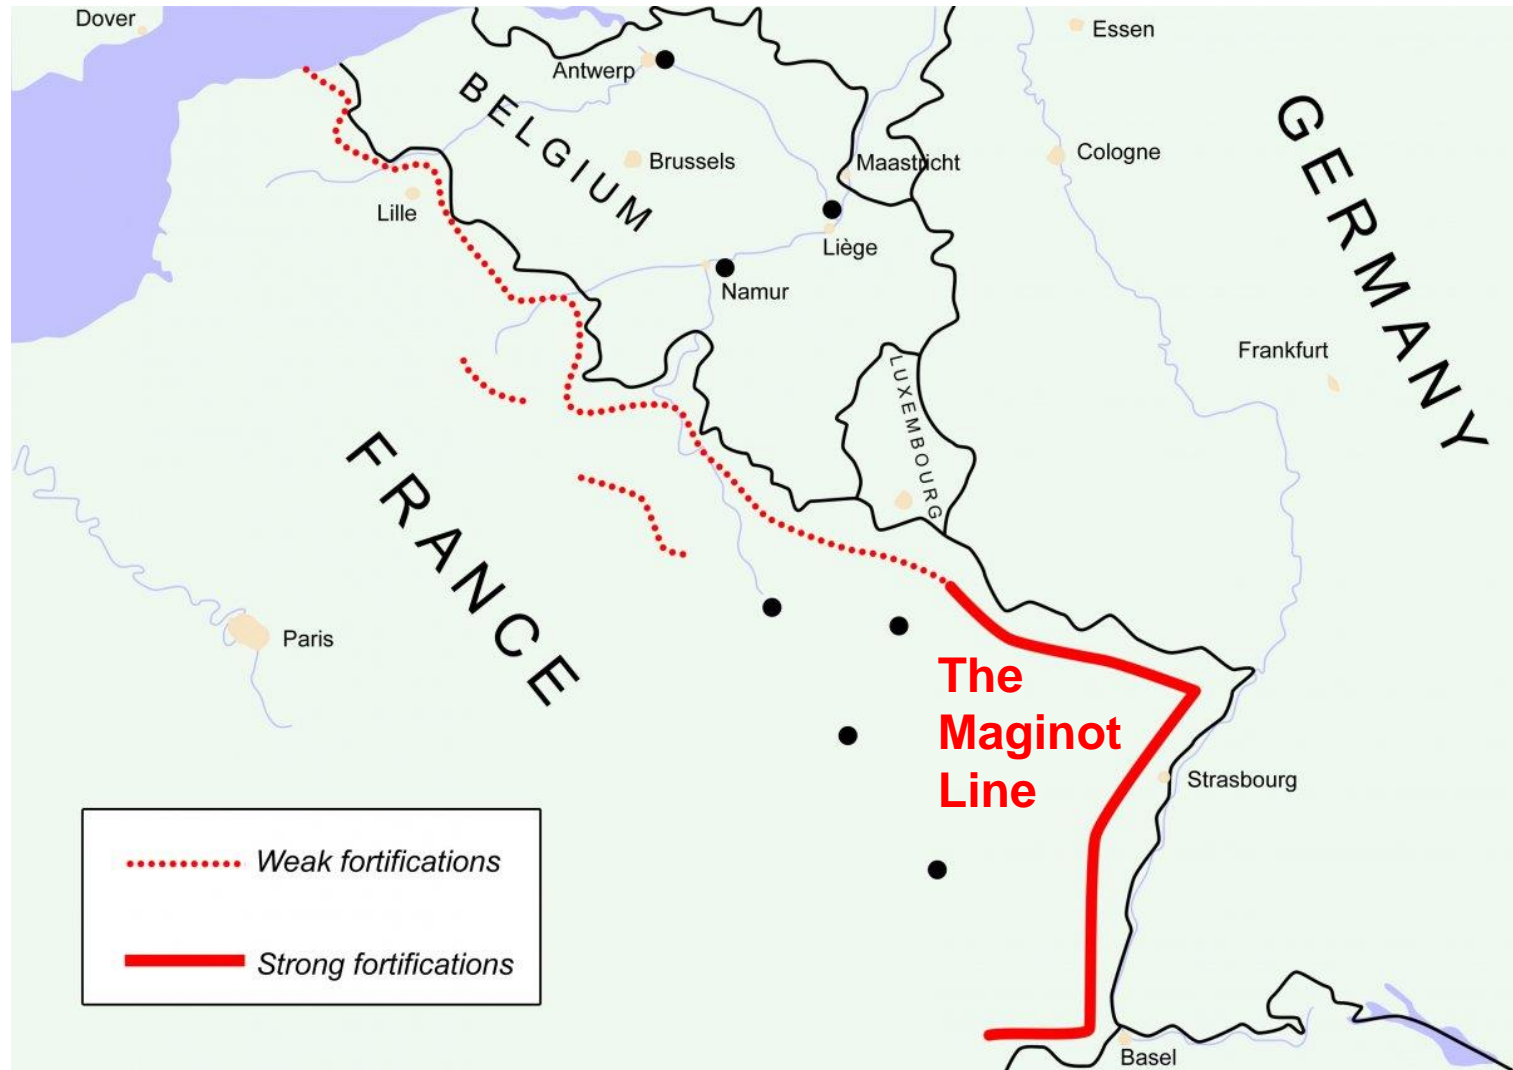 Dover
Essen
Antwerp
BELGIUM
GERMANY
Cologne
Brussels
Maastricht
Lille
Liège
Namur
Frankfurt
LUXEMBOURG
FRANCE
Paris
The
Maginot
Line
Strasbourg
Weak fortifications
Strong fortifications
Basel